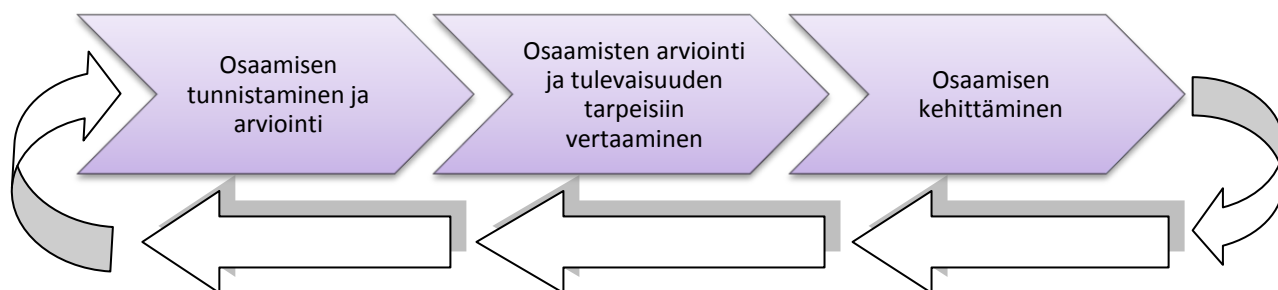 Osaamisen
tunnistaminen ja
arviointi
Osaamisten arviointi
ja tulevaisuuden
tarpeisiin
vertaaminen
Osaamisen
kehittäminen